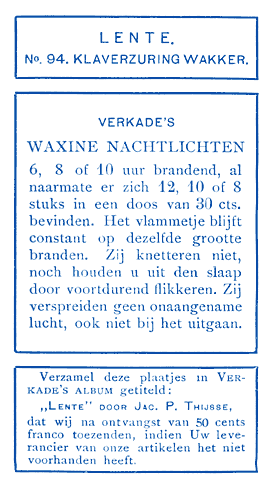 LENTE.
No. 94. KLAVERZURING WAKKER.
VERKADE'S
WAXINE NACHTLICHTEN
6, 8 of 10 uur brandend, al
naarmate er zich 12, 10 of 8
stuks in een doos van 30 cts.
bevinden. Het vlammetje blijft
constant op dezelfde grootte
branden. Zij knetteren niet,
noch houden u uit den slaap
door voortdurend flikkeren. Zij
verspreiden geen onaangename
lucht, ook niet bij het uitgaan.
Verzamel deze plaatjes in VER-
KADE'S ALBUM getiteld:
„LENTE" DOOR JAC. P. THIJSSE,
dat wij na ontvangst van 50 cents
franco toezenden, indien Uw leve-
rancier van onze artikelen het niet
voorhanden heeft.